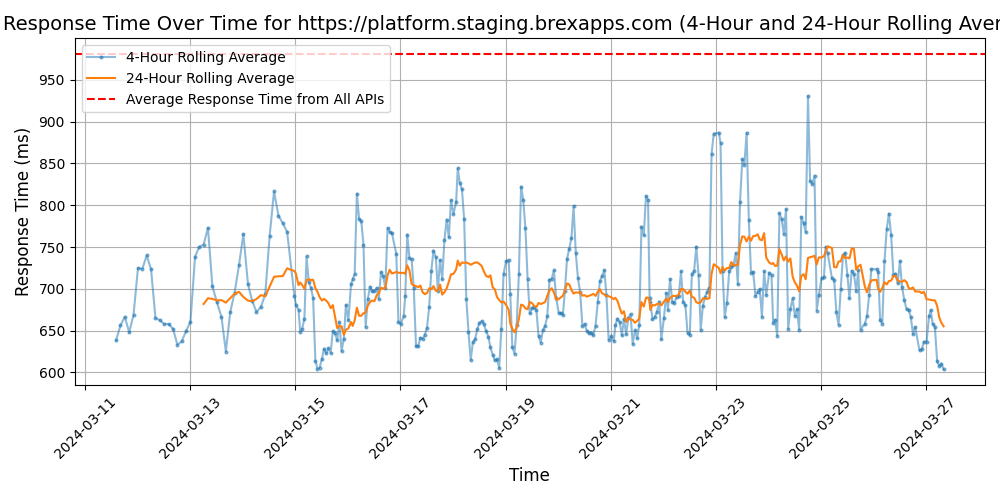 Response Time Over Time for https://platform.staging.brexapps.com (4-Hour and 24-Hour Rolling Aver
4-Hour Rolling Average
24-Hour Rolling Average
Average Response Time from All APIs
Response Time (ms)
950
900
850
800
750
700
650
600
2024-03-11
2024-03-13
2024-03-15
2024-03-17
2024-03-19
2024-03-21
2024-03-23
2024-03-25
2024-03-27
Time